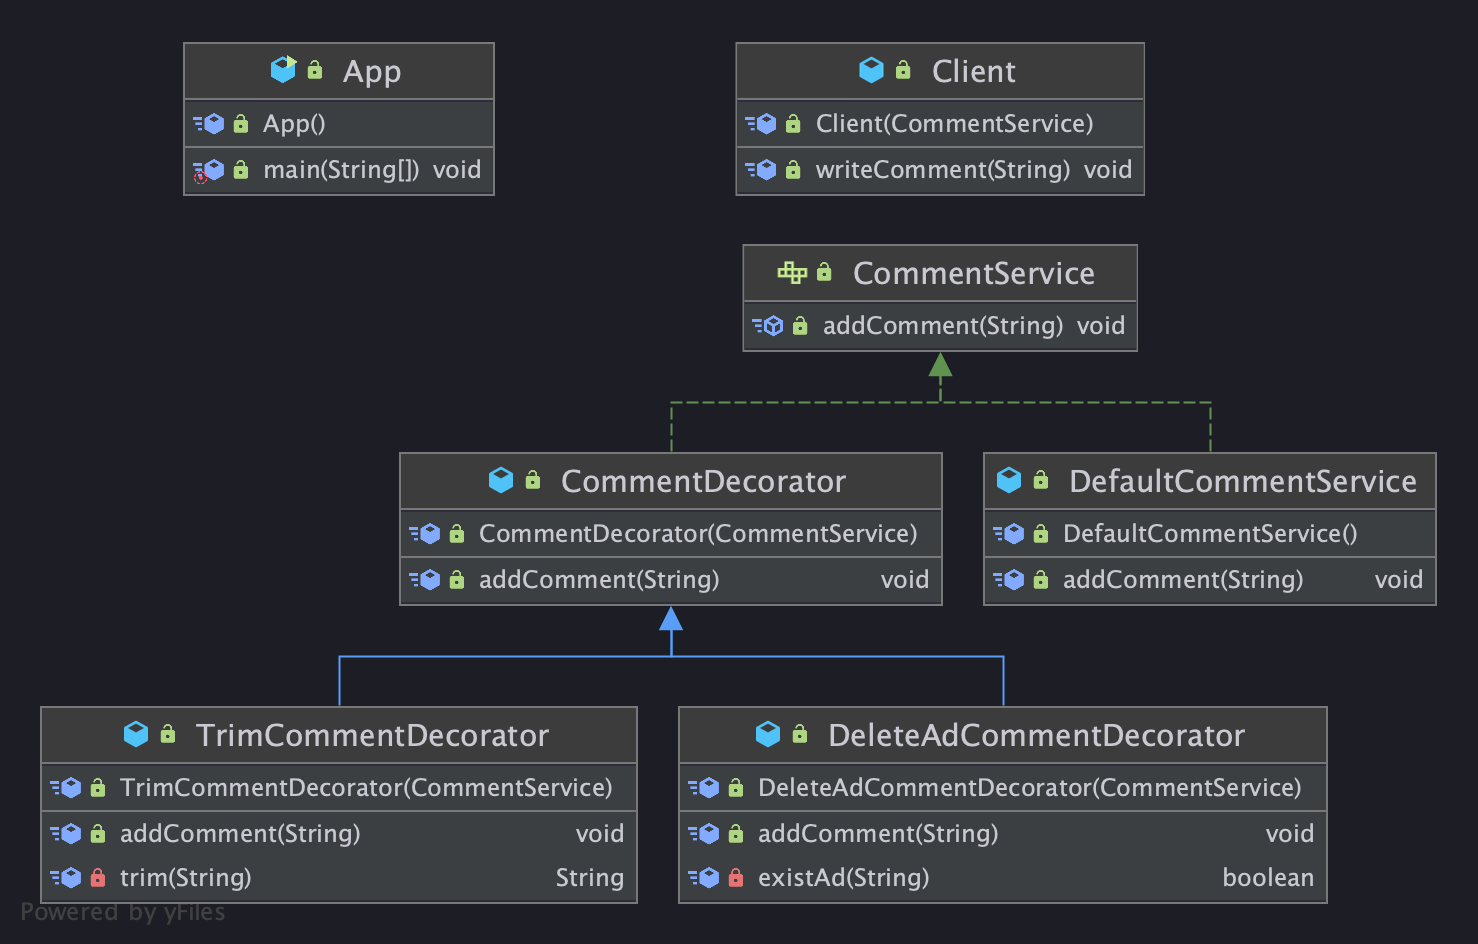 App
App()
main(String[]) void
Client
Client(CommentService)
writeComment(String) void
CommentService
addComment(String) void
CommentDecorator
CommentDecorator(CommentService)
addComment(String) void
DefaultCommentService
DefaultCommentService()
addComment(String) void
TrimCommentDecorator
TrimCommentDecorator(CommentService)
addComment(String) void
trim(String) String
DeleteAdCommentDecorator
DeleteAdCommentDecorator(CommentService)
addComment(String) void
existAd(String) boolean
Powered by yFiles